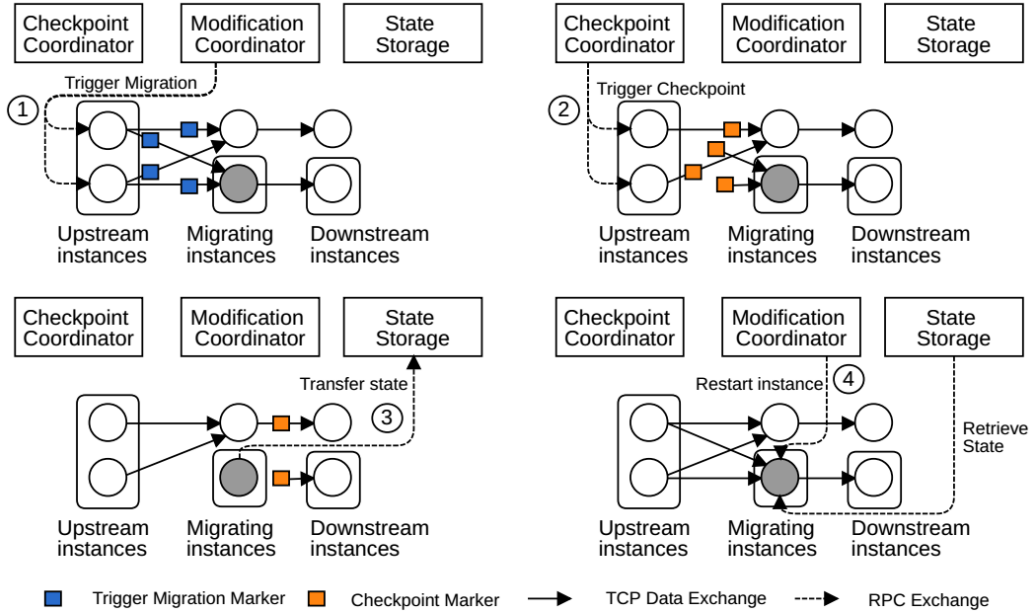 Checkpoint
Coordinator
Modification
Coordinator
State
Storage
Trigger Migration
1
Upstream
instances
Migrating
instances
Downstream
instances
Checkpoint
Coordinator
Modification
Coordinator
State
Storage
Trigger Checkpoint
2
Upstream
instances
Migrating
instances
Downstream
instances
Checkpoint
Coordinator
Modification
Coordinator
State
Storage
Transfer state
3
Upstream
instances
Migrating
instances
Downstream
instances
Checkpoint
Coordinator
Modification
Coordinator
State
Storage
Restart instance
4
Retrieve
State
Upstream
instances
Migrating
instances
Downstream
instances
Trigger Migration Marker
Checkpoint Marker
TCP Data Exchange
RPC Exchange